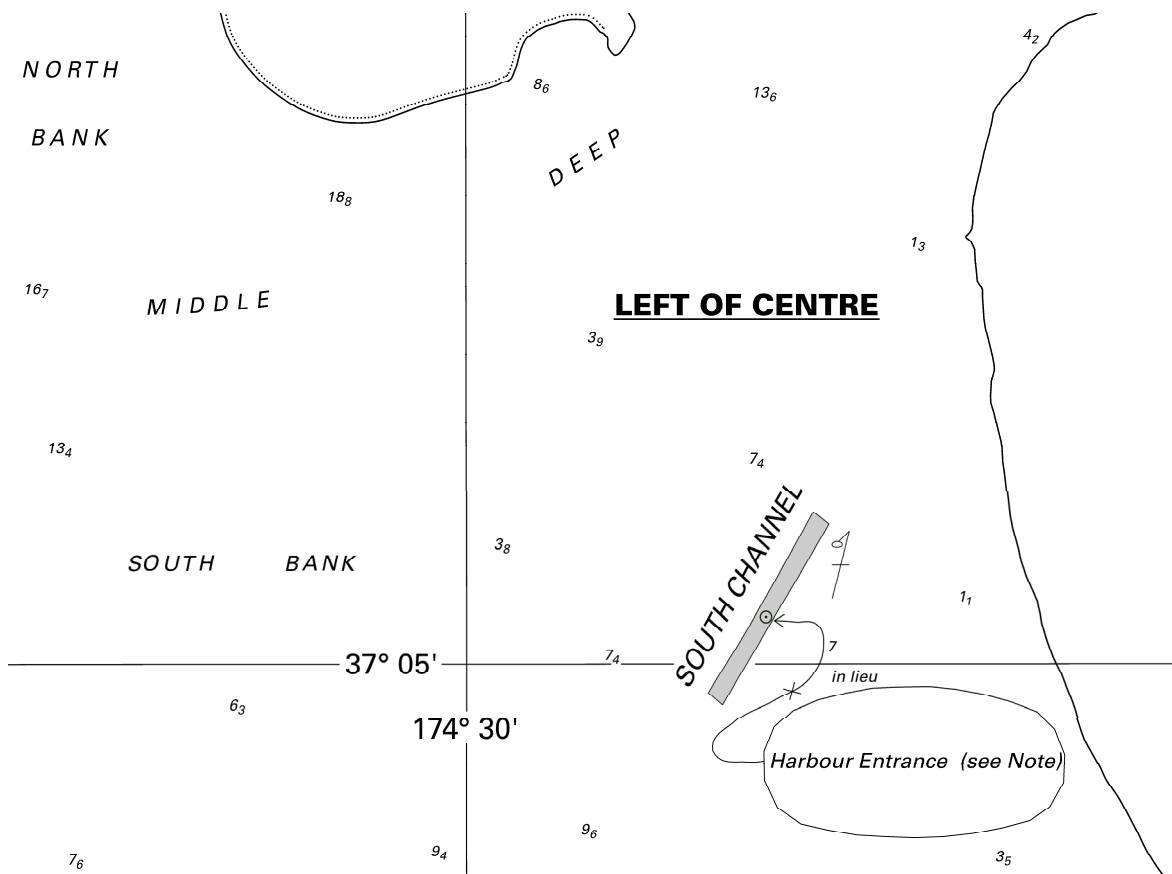 4₂
NORTH
8₆
13₆
BANK
DEEP
18₈
1₃
16₇
MIDDLE
LEFT OF CENTRE
3₉
13₄
7₄
SOUTH CHANNEL
3₈
SOUTH BANK
1₁
7
7₄
37° 05'
in lieu
6₃
174° 30'
Harbour Entrance (see Note)
9₆
9₄
3₅
7₆